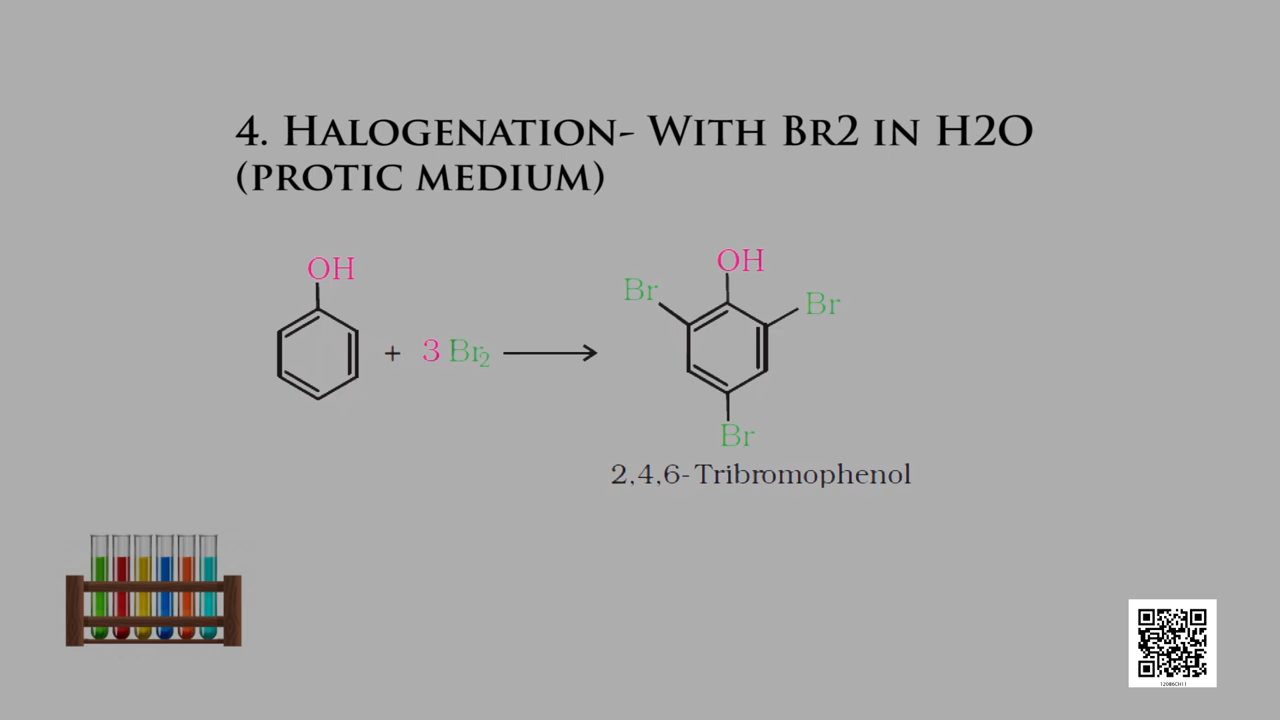 4. Halogenation- With Br2 in H2O
(protic medium)
OH
+ 3 Br2
OH
Br
Br
Br
2,4,6-Tribromophenol